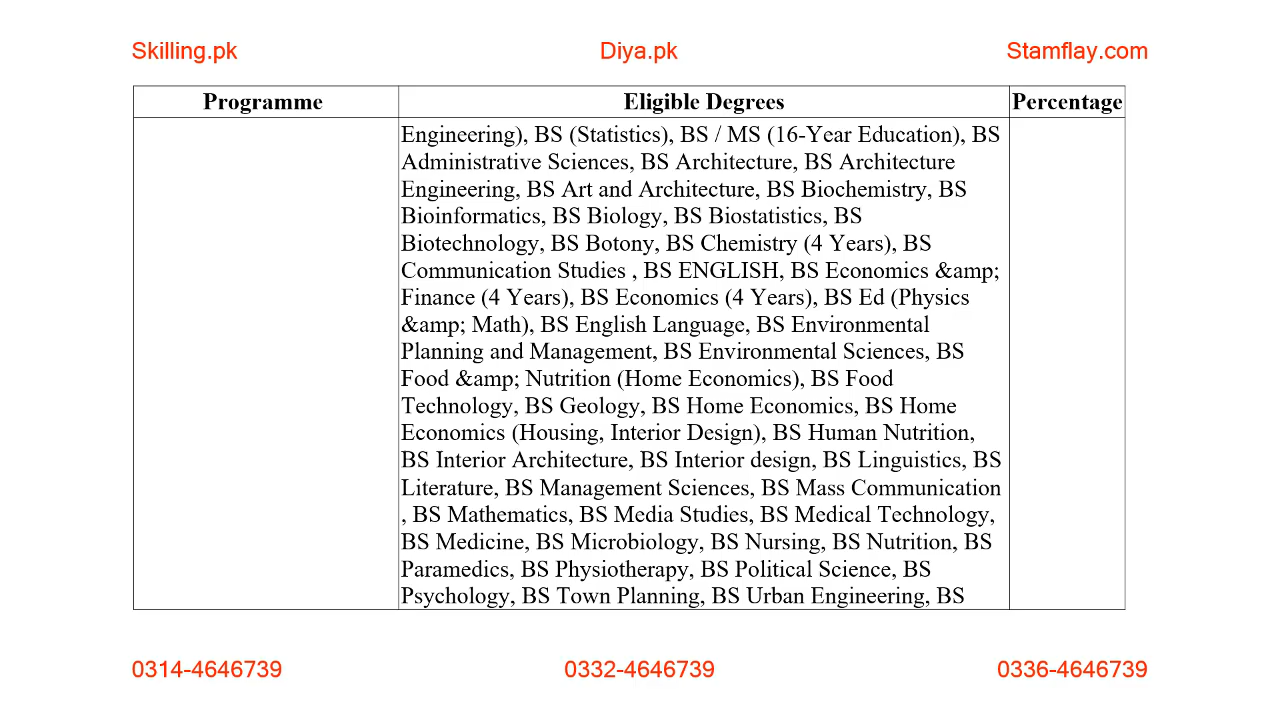 Skilling.pk Diya.pk Stamflay.com
Programme Eligible Degrees Percentage
Engineering), BS (Statistics), BS / MS (16-Year Education), BS
Administrative Sciences, BS Architecture, BS Architecture
Engineering, BS Art and Architecture, BS Biochemistry, BS
Bioinformatics, BS Biology, BS Biostatistics, BS
Biotechnology, BS Botony, BS Chemistry (4 Years), BS
Communication Studies , BS ENGLISH, BS Economics &amp;
Finance (4 Years), BS Economics (4 Years), BS Ed (Physics
&amp; Math), BS English Language, BS Environmental
Planning and Management, BS Environmental Sciences, BS
Food &amp; Nutrition (Home Economics), BS Food
Technology, BS Geology, BS Home Economics, BS Home
Economics (Housing, Interior Design), BS Human Nutrition,
BS Interior Architecture, BS Interior design, BS Linguistics, BS
Literature, BS Management Sciences, BS Mass Communication
, BS Mathematics, BS Media Studies, BS Medical Technology,
BS Medicine, BS Microbiology, BS Nursing, BS Nutrition, BS
Paramedics, BS Physiotherapy, BS Political Science, BS
Psychology, BS Town Planning, BS Urban Engineering, BS
0314-4646739 0332-4646739 0336-4646739